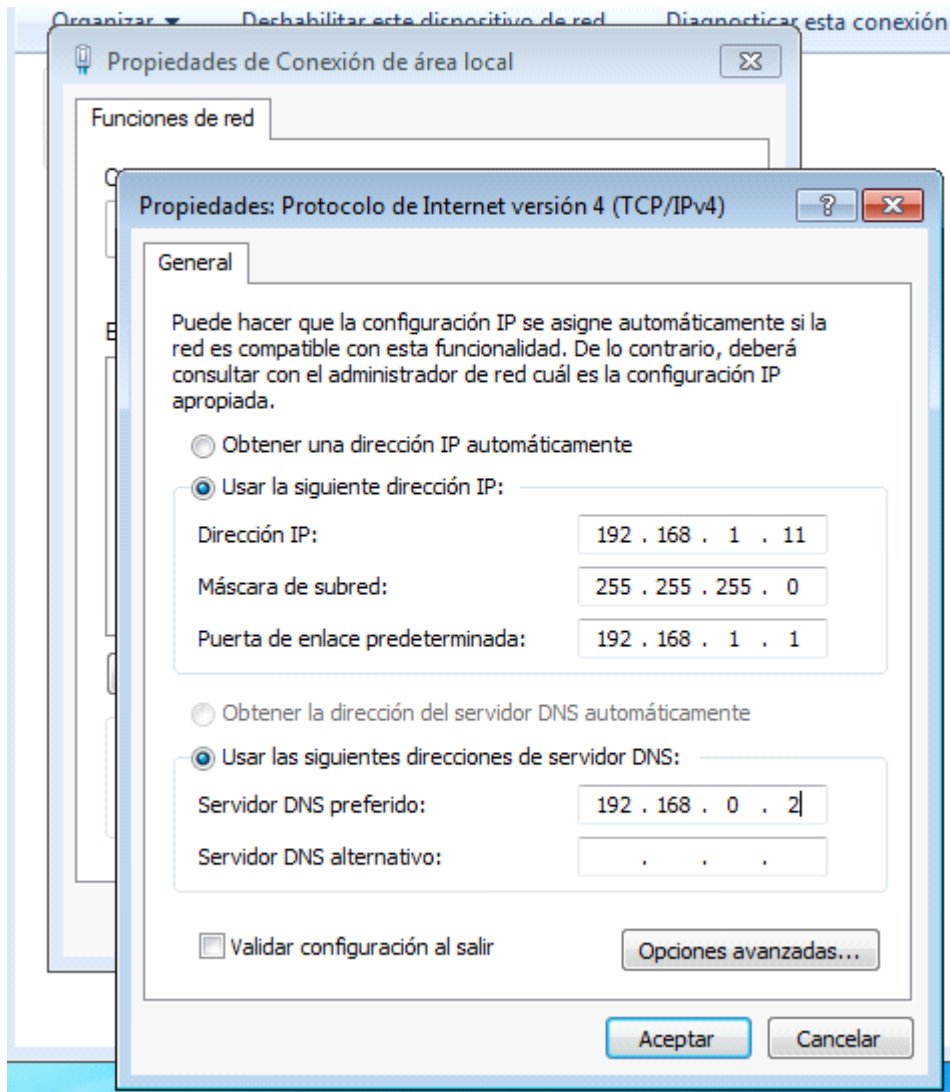 Organizar Deshabilitar este dispositivo de red Diagnosticar esta conexión
Propiedades de Conexión de área local
Funciones de red
Propiedades: Protocolo de Internet versión 4 (TCP/IPv4)
General
Puede hacer que la configuración IP se asigne automáticamente si la
red es compatible con esta funcionalidad. De lo contrario, deberá
consultar con el administrador de red cuál es la configuración IP
apropiada.
Obtener una dirección IP automáticamente
Usar la siguiente dirección IP:
Dirección IP: 192 . 168 . 1 . 11
Máscara de subred: 255 . 255 . 255 . 0
Puerta de enlace predeterminada: 192 . 168 . 1 . 1
Obtener la dirección del servidor DNS automáticamente
Usar las siguientes direcciones de servidor DNS:
Servidor DNS preferido: 192 . 168 . 0 . 2
Servidor DNS alternativo: . . .
Validar configuración al salir
Opciones avanzadas...
Aceptar Cancelar